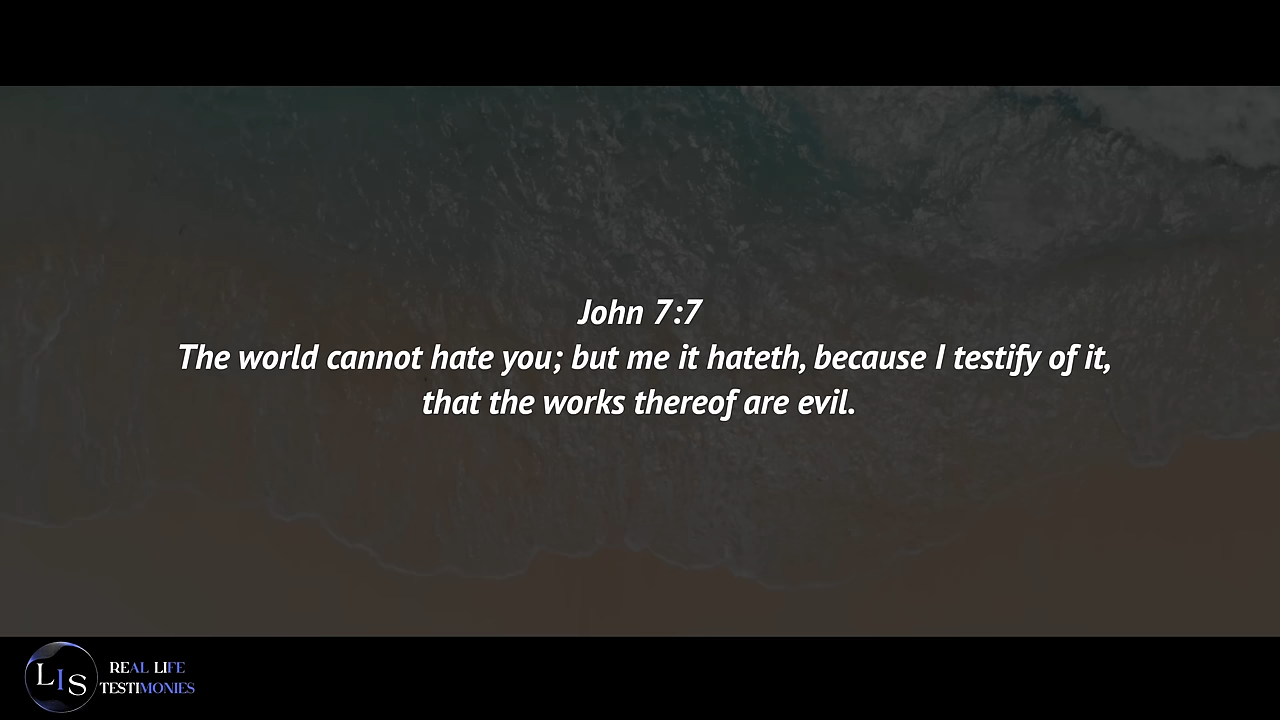 John 7:7
The world cannot hate you; but me it hateth, because I testify of it,
that the works thereof are evil.
LIS
REAL LIFE
TESTIMONIES